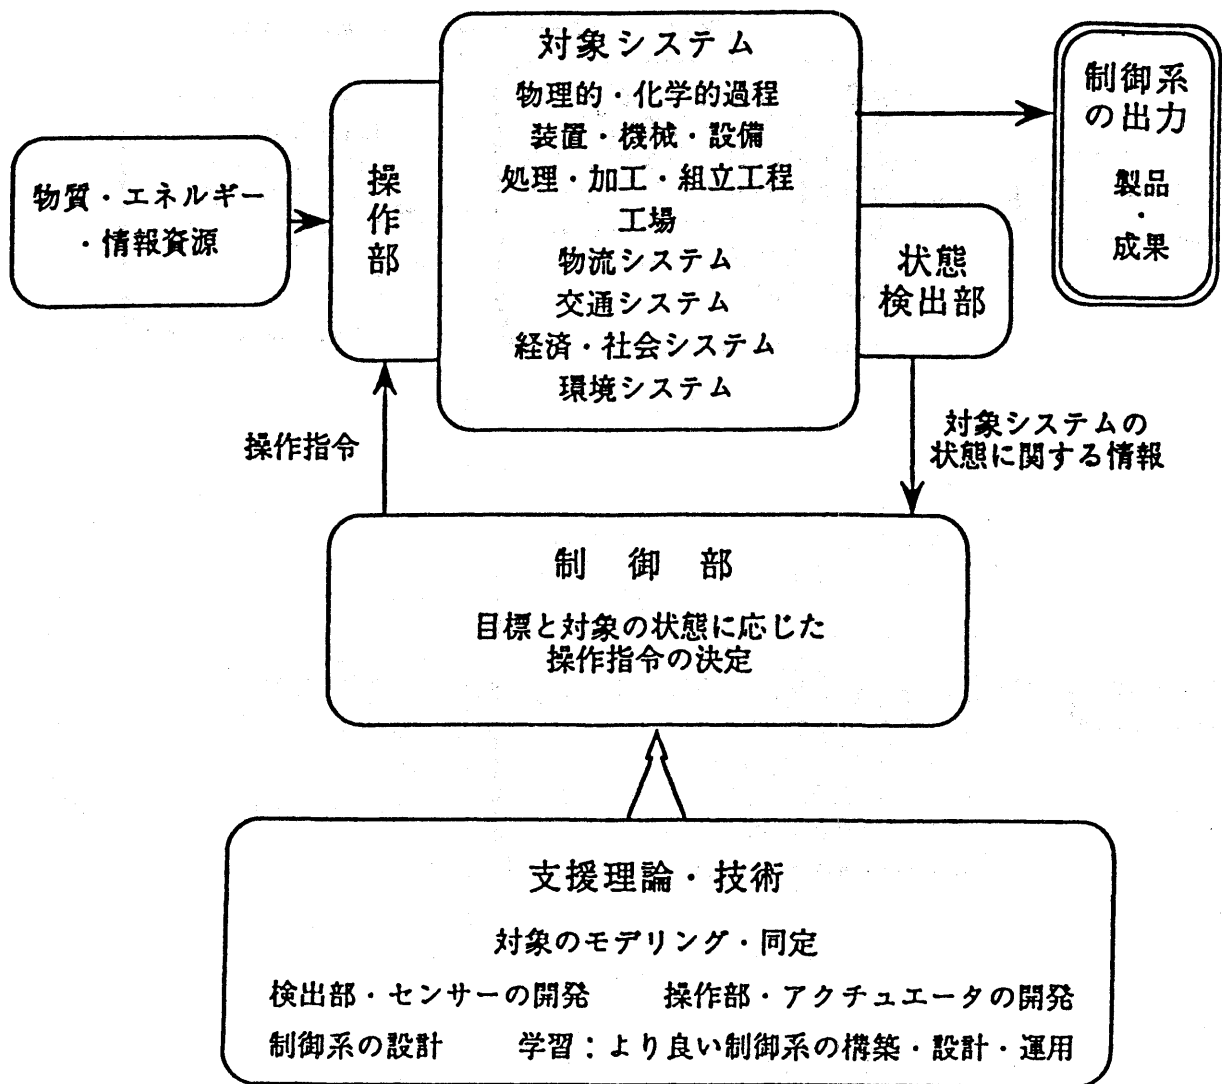 対象システム
物理的・化学的過程
装置・機械・設備
処理・加工・組立工程
工場
物流システム
交通システム
経済・社会システム
環境システム
物質・エネルギー
・情報資源
操作部
状態
検出部
制御系
の出力
製品
・
成果
操作指令
対象システムの
状態に関する情報
制御部
目標と対象の状態に応じた
操作指令の決定
支援理論・技術
対象のモデリング・同定
検出部・センサーの開発 操作部・アクチュエータの開発
制御系の設計 学習：より良い制御系の構築・設計・運用